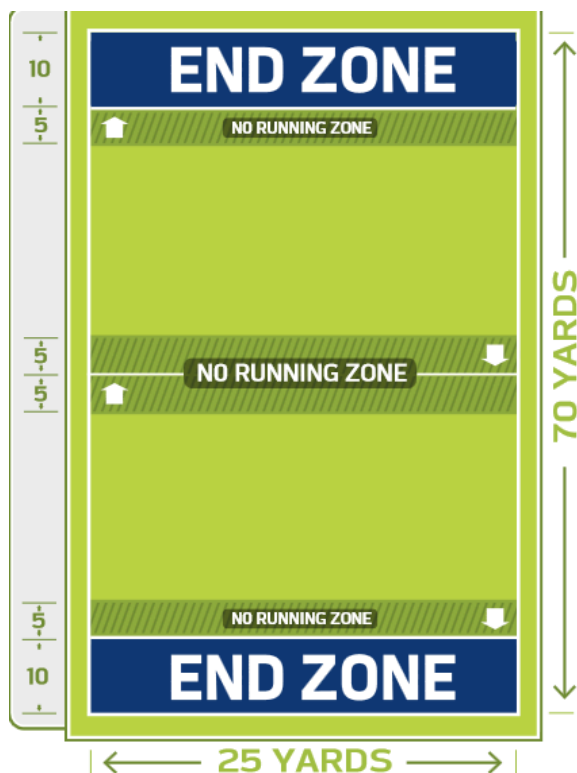 10
END ZONE
5
NO RUNNING ZONE
5
NO RUNNING ZONE
5
70 YARDS
5
NO RUNNING ZONE
10
END ZONE
25 YARDS